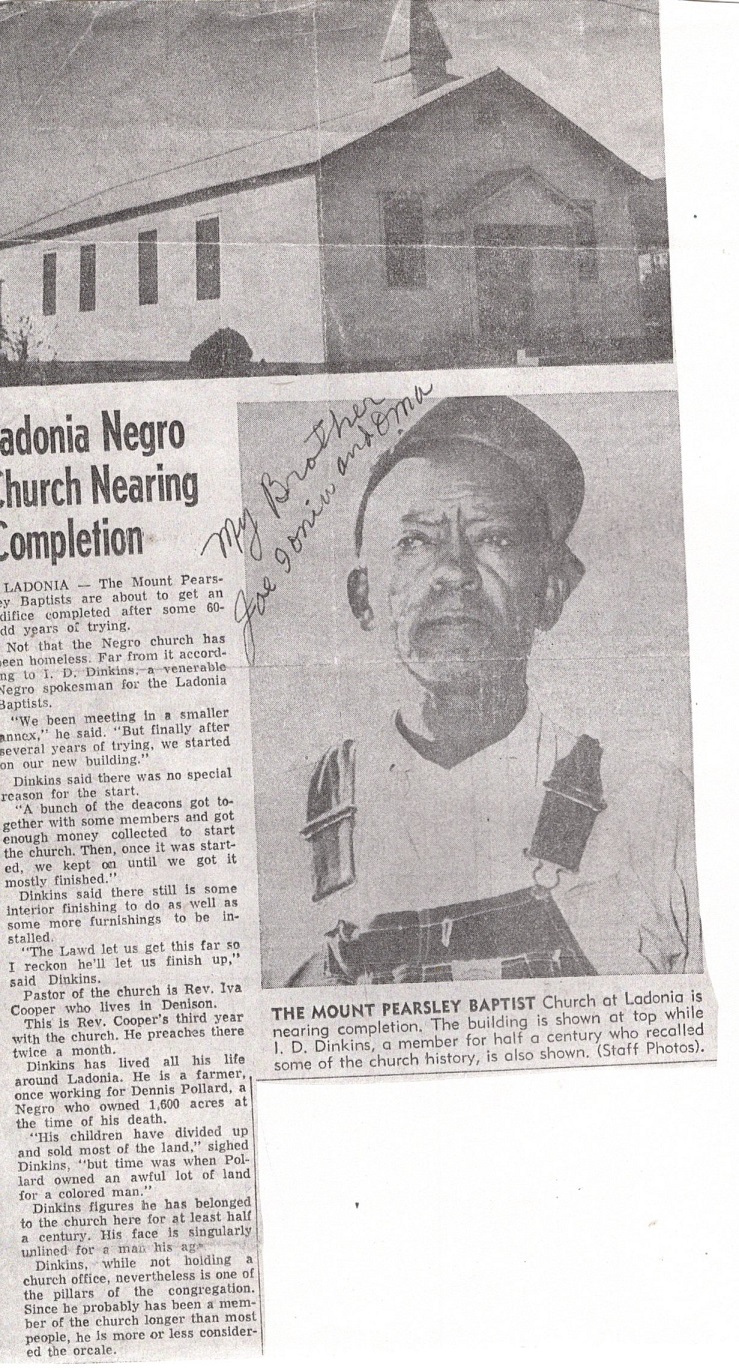 adonia Negro
Church Nearing
Completion
My Brother
Joe Ionia and Oma
LADONIA — The Mount Pears-
ey Baptists are about to get an
difice completed after some 60-
dd years of trying.
Not that the Negro church has
een homeless. Far from it accord-
ng to I. D. Dinkins, a venerable
Negro spokesman for the Ladonia
Baptists.
"We been meeting in a smaller
annex," he said. "But finally after
several years of trying, we started
on our new building."
Dinkins said there was no special
reason for the start.
"A bunch of the deacons got to-
gether with some members and got
enough money collected to start
the church. Then, once it was start-
ed, we kept on until we got it
mostly finished."
Dinkins said there still is some
interior finishing to do as well as
some more furnishings to be in-
stalled.
"The Lawd let us get this far so
I reckon he'll let us finish up,"
said Dinkins.
Pastor of the church is Rev. Iva
Cooper who lives in Denison.
This is Rev. Cooper's third year
with the church. He preaches there
twice a month.
Dinkins has lived all his life
around Ladonia. He is a farmer,
once working for Dennis Pollard, a
Negro who owned 1,600 acres at
the time of his death.
"His children have divided up
and sold most of the land," sighed
Dinkins, "but time was when Pol-
lard owned an awful lot of land
for a colored man."
Dinkins figures he has belonged
to the church here for at least half
a century. His face is singularly
unlined for a man his age
Dinkins, while not holding a
church office, nevertheless is one of
the pillars of the congregation.
Since he probably has been a mem-
ber of the church longer than most
people, he is more or less consider-
ed the orcale.
THE MOUNT PEARSLEY BAPTIST Church at Ladonia is
nearing completion. The building is shown at top while
I. D. Dinkins, a member for half a century who recalled
some of the church history, is also shown. (Staff Photos).